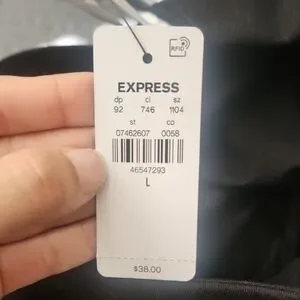 RFID
EXPRESS
dp cl sz
92 746 1104
st co
07462607 0058
46547293
L
$38.00